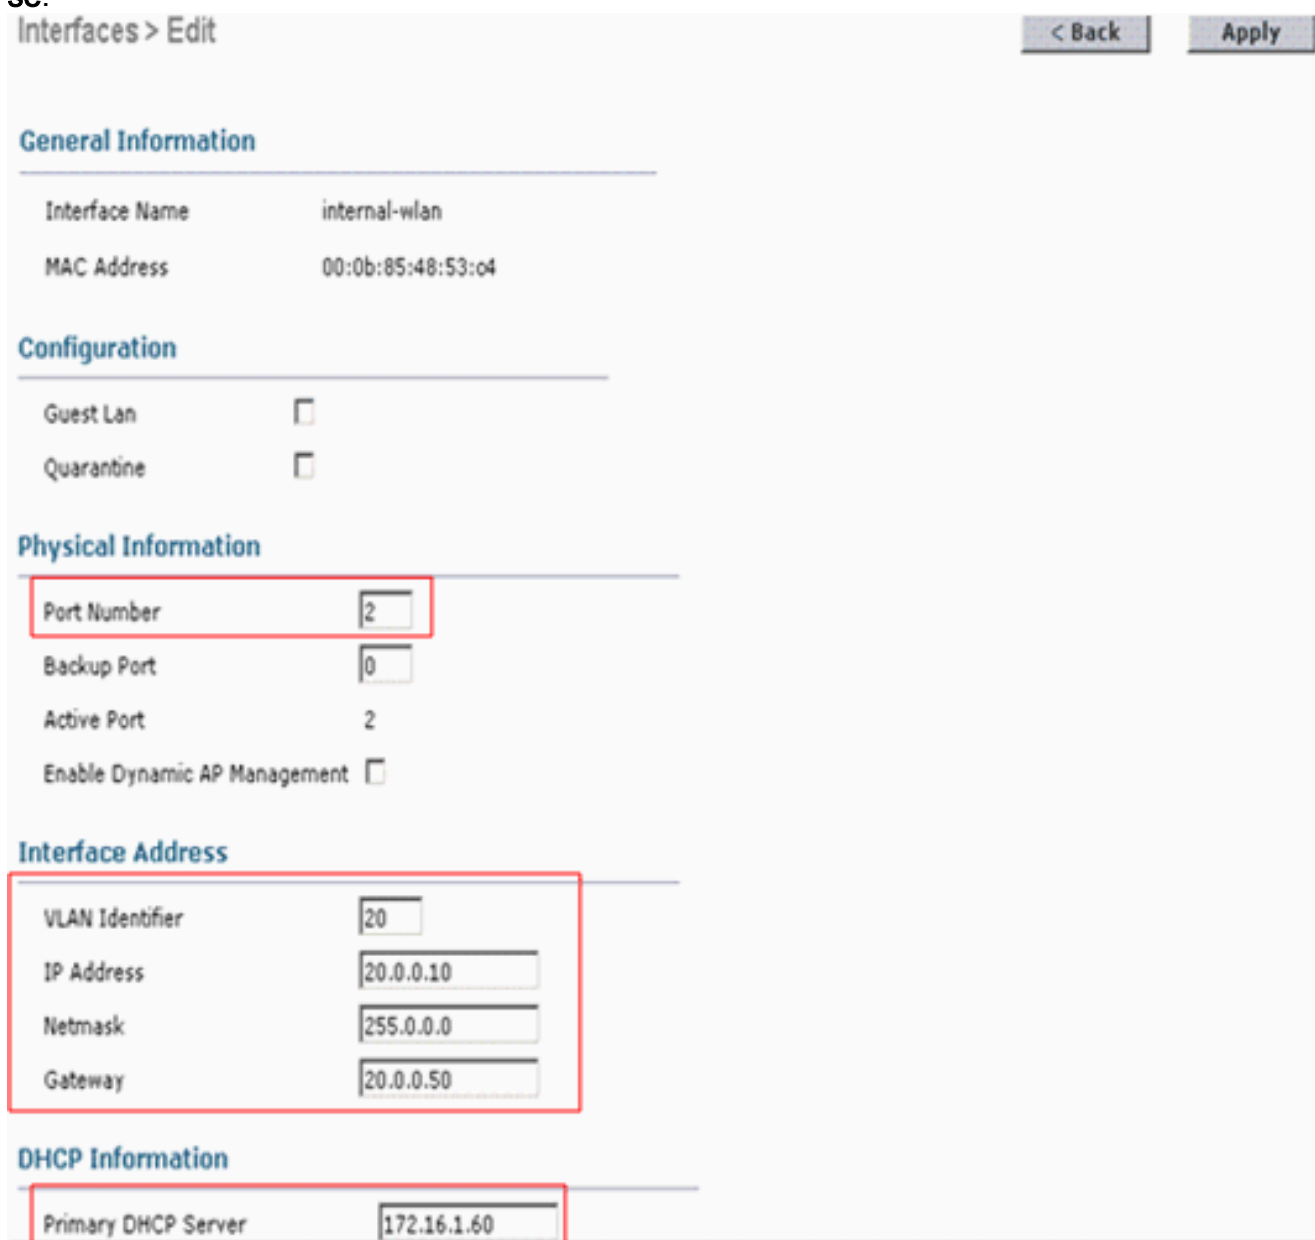 sc.
Interfaces > Edit
< Back
Apply
General Information
Interface Name internal-wlan
MAC Address 00:0b:85:48:53:c4
Configuration
Guest Lan
Quarantine
Physical Information
Port Number 2
Backup Port 0
Active Port 2
Enable Dynamic AP Management
Interface Address
VLAN Identifier 20
IP Address 20.0.0.10
Netmask 255.0.0.0
Gateway 20.0.0.50
DHCP Information
Primary DHCP Server 172.16.1.60